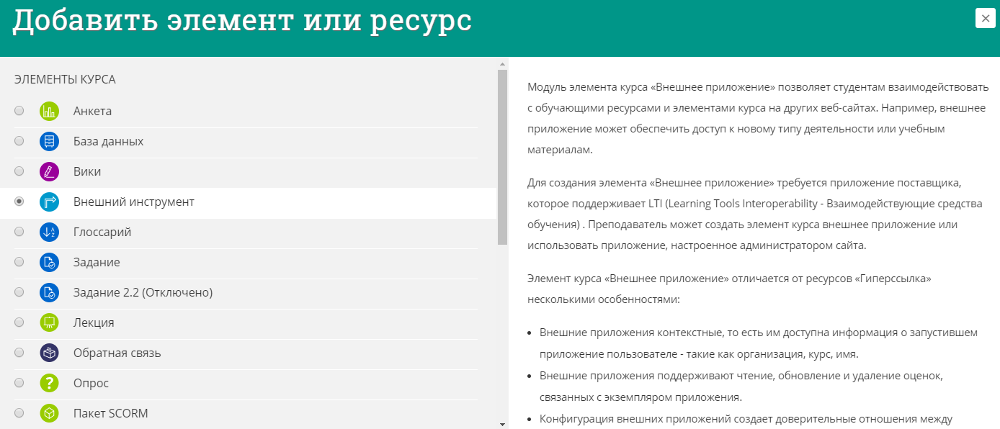 Добавить элемент или ресурс
ЭЛЕМЕНТЫ КУРСА
Анкета
База данных
Вики
Внешний инструмент
Глоссарий
Задание
Задание 2.2 (Отключено)
Лекция
Обратная связь
Опрос
Пакет SCORM
Модуль элемента курса «Внешнее приложение» позволяет студентам взаимодействовать
с обучающими ресурсами и элементами курса на других веб-сайтах. Например, внешнее
приложение может обеспечить доступ к новому типу деятельности или учебным
материалам.
Для создания элемента «Внешнее приложение» требуется приложение поставщика,
которое поддерживает LTI (Learning Tools Interoperability - Взаимодействующие средства
обучения) . Преподаватель может создать элемент курса внешнее приложение или
использовать приложение, настроенное администратором сайта.
Элемент курса «Внешнее приложение» отличается от ресурсов «Гиперссылка»
несколькими особенностями:
• Внешние приложения контекстные, то есть им доступна информация о запустившем
приложение пользователе - такие как организация, курс, имя.
• Внешние приложения поддерживают чтение, обновление и удаление оценок,
связанных с экземпляром приложения.
• Конфигурация внешних приложений создает доверительные отношения между